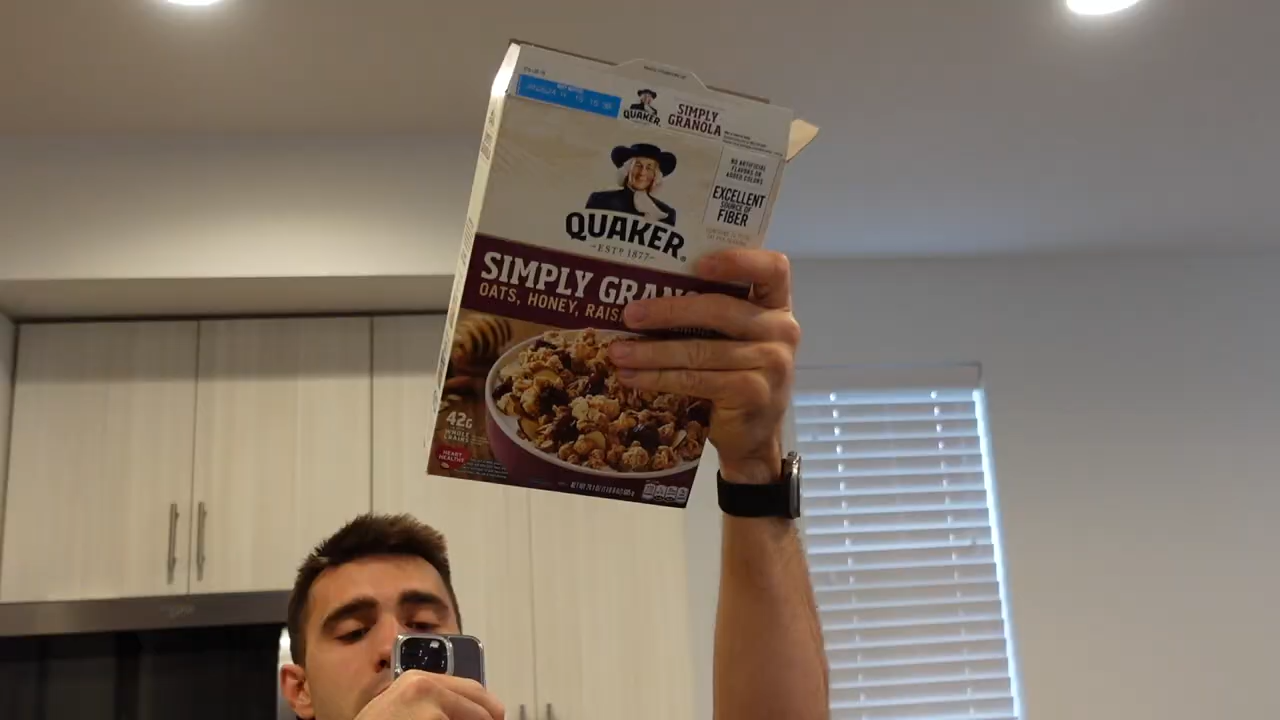 QUAKER
SIMPLY
GRANOLA
NO ARTIFICIAL
FLAVORS OR
ADDED COLORS
EXCELLENT
SOURCE OF
FIBER
QUAKER
ESTD 1877
SIMPLY GRAN
OATS, HONEY, RAIS
42G
WHOLE
GRAINS
HEART
HEALTHY